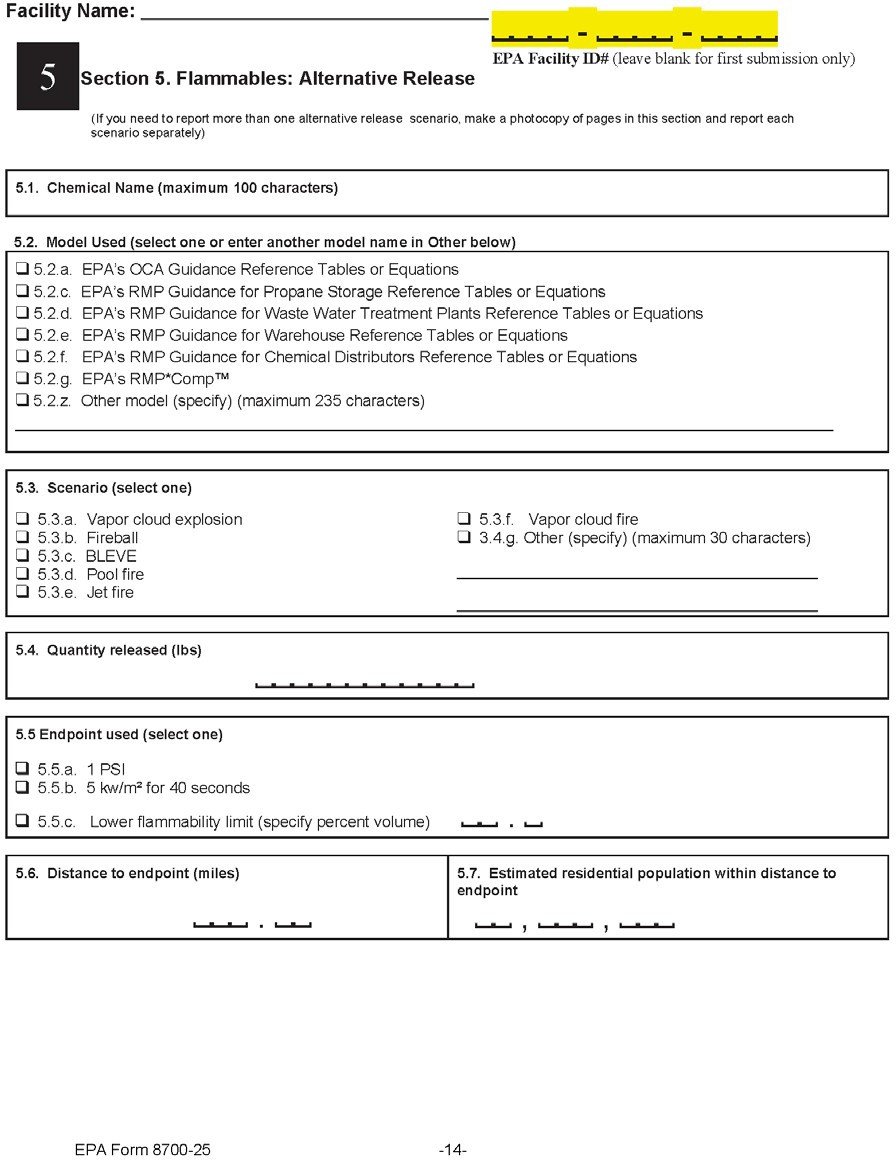 Facility Name:
EPA Facility ID# (leave blank for first submission only)
5
Section 5. Flammables: Alternative Release
(If you need to report more than one alternative release scenario, make a photocopy of pages in this section and report each
scenario separately)
5.1. Chemical Name (maximum 100 characters)
5.2. Model Used (select one or enter another model name in Other below)
❑ 5.2.a. EPA's OCA Guidance Reference Tables or Equations
❑ 5.2.c. EPA's RMP Guidance for Propane Storage Reference Tables or Equations
❑ 5.2.d. EPA's RMP Guidance for Waste Water Treatment Plants Reference Tables or Equations
❑ 5.2.e. EPA's RMP Guidance for Warehouse Reference Tables or Equations
❑ 5.2.f. EPA's RMP Guidance for Chemical Distributors Reference Tables or Equations
❑ 5.2.g. EPA's RMP*Comp™
❑ 5.2.z. Other model (specify) (maximum 235 characters)
5.3. Scenario (select one)
❑ 5.3.a. Vapor cloud explosion
❑ 5.3.b. Fireball
❑ 5.3.c. BLEVE
❑ 5.3.d. Pool fire
❑ 5.3.e. Jet fire
❑ 5.3.f. Vapor cloud fire
❑ 3.4.g. Other (specify) (maximum 30 characters)
5.4. Quantity released (lbs)
5.5 Endpoint used (select one)
❑ 5.5.a. 1 PSI
❑ 5.5.b. 5 kw/m² for 40 seconds
❑ 5.5.c. Lower flammability limit (specify percent volume)
5.6. Distance to endpoint (miles)
5.7. Estimated residential population within distance to
endpoint
EPA Form 8700-25
-14-